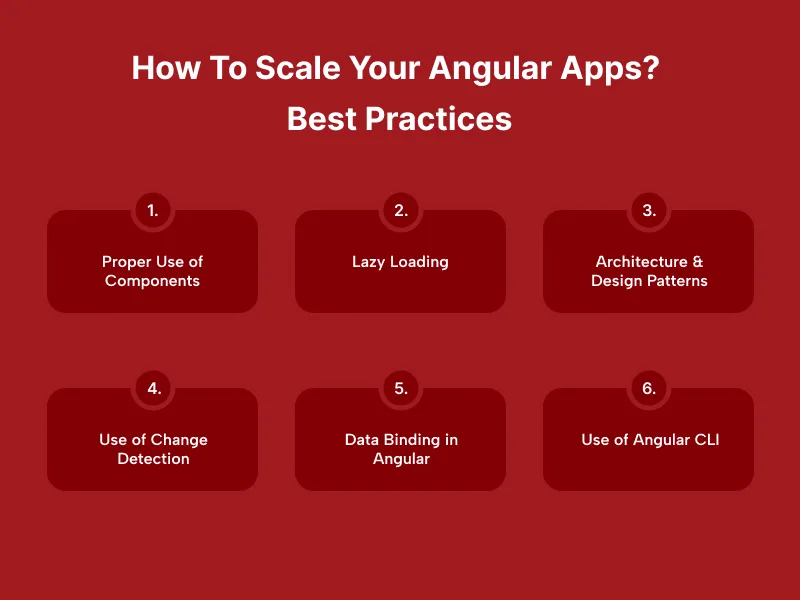 How To Scale Your Angular Apps?
Best Practices
1.
Proper Use of
Components
2.
Lazy Loading
3.
Architecture &
Design Patterns
4.
Use of Change
Detection
5.
Data Binding in
Angular
6.
Use of Angular CLI